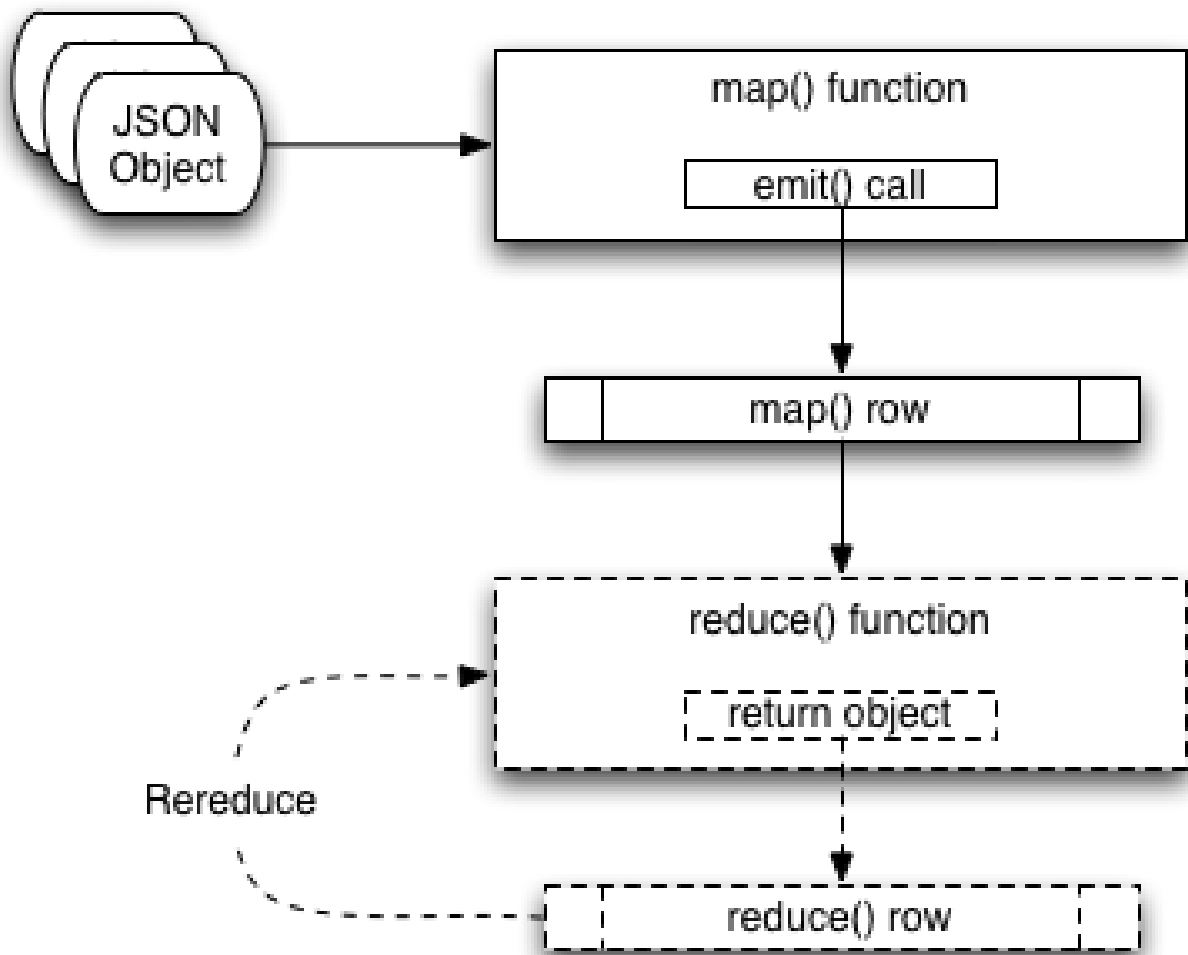 JSON
Object
map() function
emit() call
map() row
reduce() function
return object
Rereduce
reduce() row